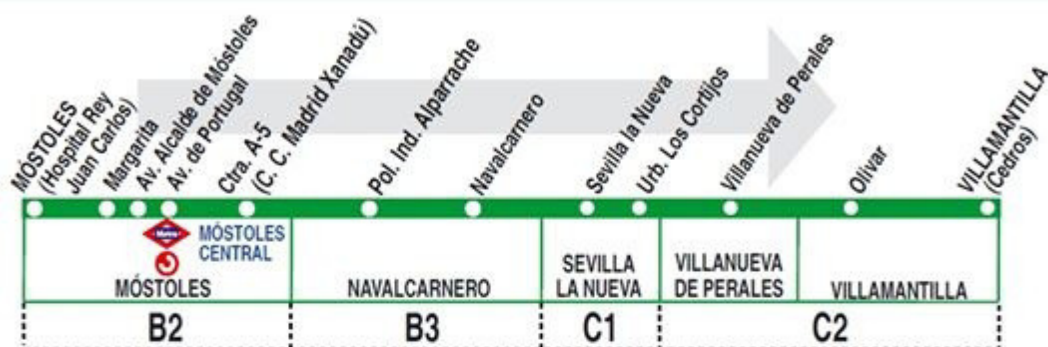 MÓSTOLES
(Hospital Rey
Juan Carlos)
Margarita
Av. Alcalde de Móstoles
Av. de Portugal
Ctra. A-5
(C. C. Madrid Xanadú)
Pol. Ind. Alparrache
Navalcarnero
Sevilla la Nueva
Urb. Los Cortijos
Villanueva de Perales
Olivar
VILLAMANTILLA
(Cedros)
Metro
MÓSTOLES
CENTRAL
MÓSTOLES
NAVALCARNERO
SEVILLA
LA NUEVA
VILLANUEVA
DE PERALES
VILLAMANTILLA
B2
B3
C1
C2